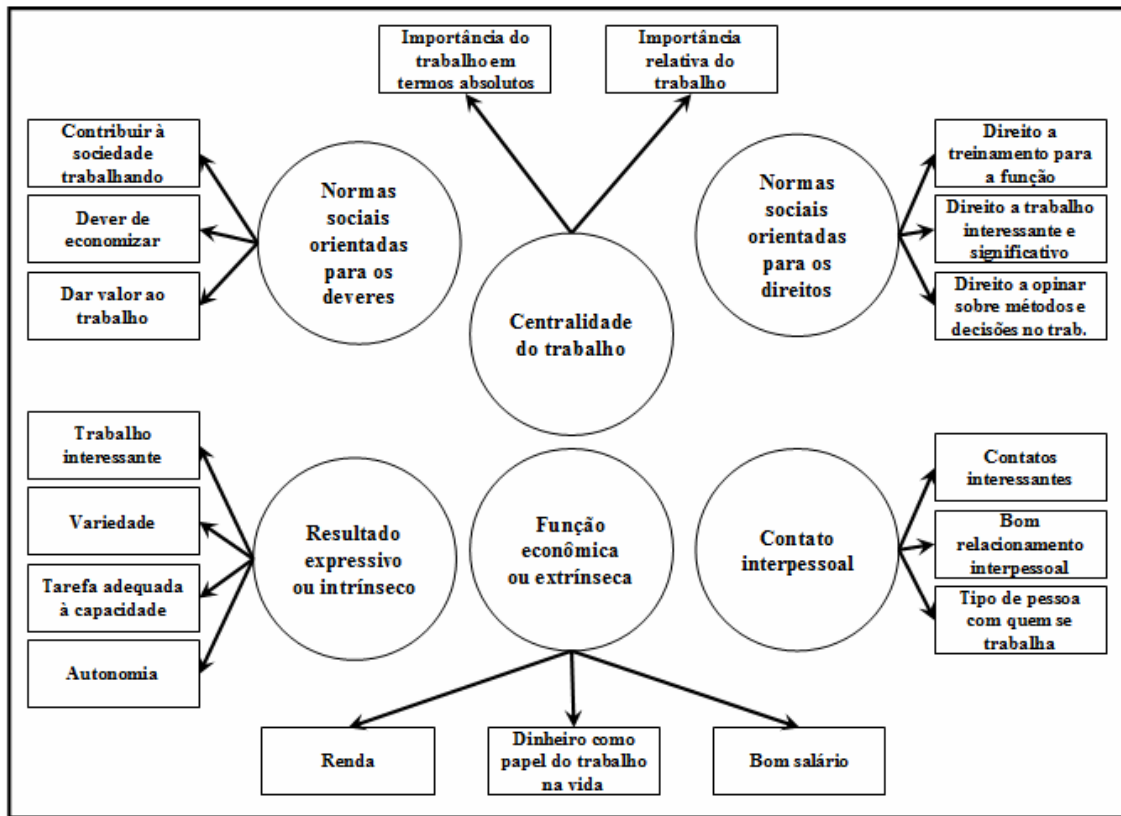 Importância do
trabalho em
termos absolutos
Importância
relativa do
trabalho
Contribuir à
sociedade
trabalhando
Dever de
economizar
Dar valor ao
trabalho
Normas
sociais
orientadas
para os
deveres
Centralidade
do trabalho
Normas
sociais
orientadas
para os
direitos
Direito a
treinamento para
a função
Direito a trabalho
interessante e
significativo
Direito a opinar
sobre métodos e
decisões no trab.
Trabalho
interessante
Variedade
Tarefa adequada
à capacidade
Autonomia
Resultado
expressivo
ou intrínseco
Função
econômica
ou extrínseca
Contato
interpessoal
Contatos
interessantes
Bom
relacionamento
interpessoal
Tipo de pessoa
com quem se
trabalha
Renda
Dinheiro como
papel do trabalho
na vida
Bom salário